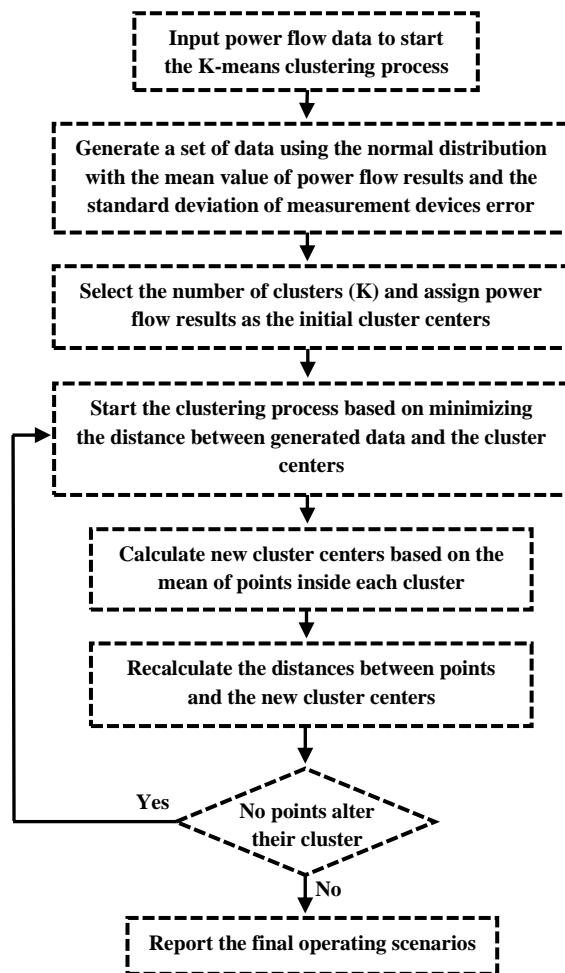 Input power flow data to start
the K-means clustering process
Generate a set of data using the normal distribution
with the mean value of power flow results and the
standard deviation of measurement devices error
Select the number of clusters (K) and assign power
flow results as the initial cluster centers
Start the clustering process based on minimizing
the distance between generated data and the cluster
centers
Calculate new cluster centers based on the
mean of points inside each cluster
Recalculate the distances between points
and the new cluster centers
Yes
No points alter
their cluster
No
Report the final operating scenarios